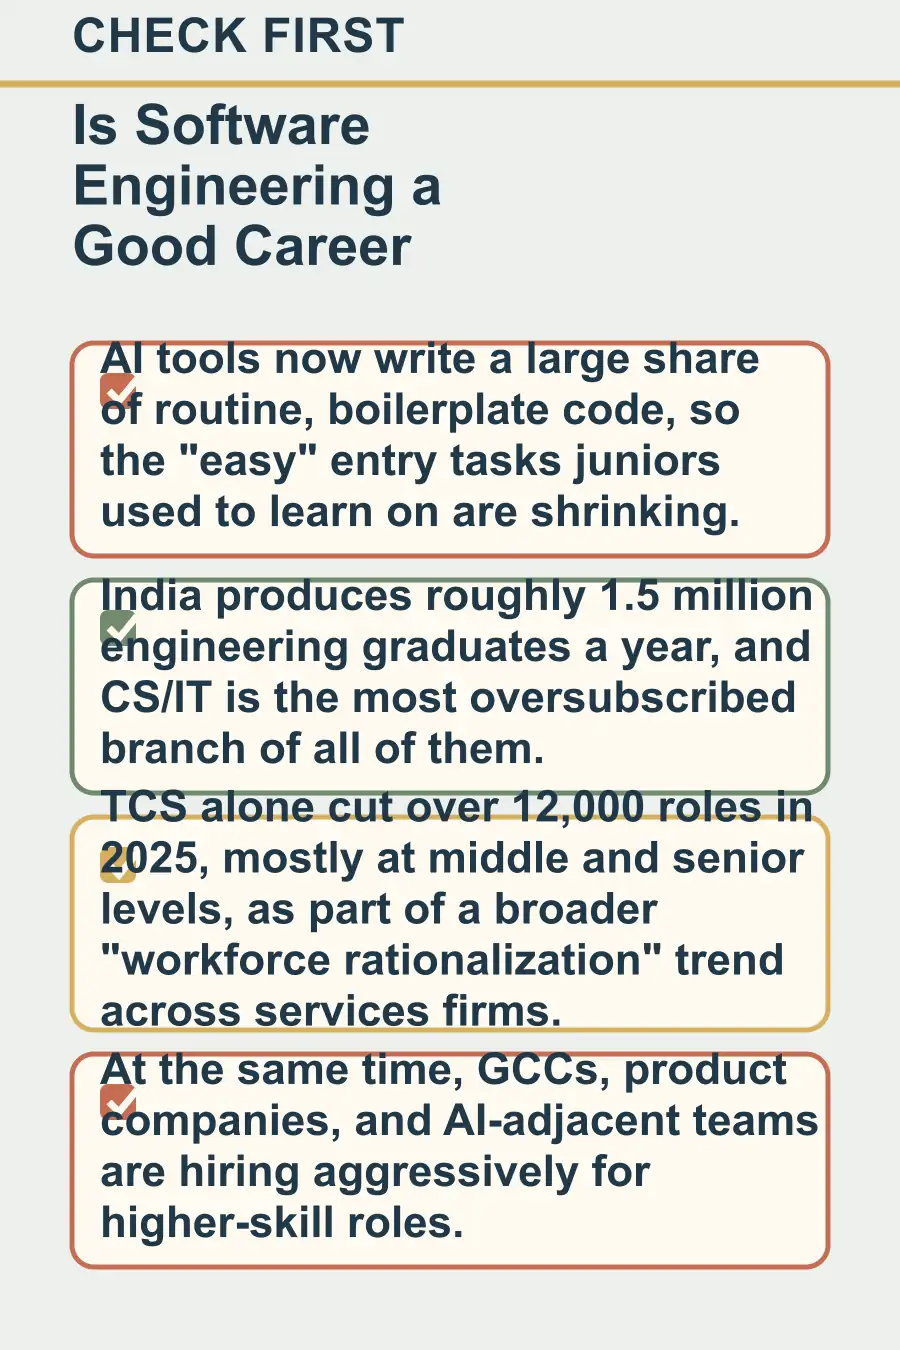 CHECK FIRST
Is Software
Engineering a
Good Career
AI tools now write a large share
of routine, boilerplate code, so
the "easy" entry tasks juniors
used to learn on are shrinking.
India produces roughly 1.5 million
engineering graduates a year, and
CS/IT is the most oversubscribed
branch of all of them.
TCS alone cut over 12,000 roles in
2025, mostly at middle and senior
levels, as part of a broader
"workforce rationalization" trend
across services firms.
At the same time, GCCs, product
companies, and AI-adjacent teams
are hiring aggressively for
higher-skill roles.